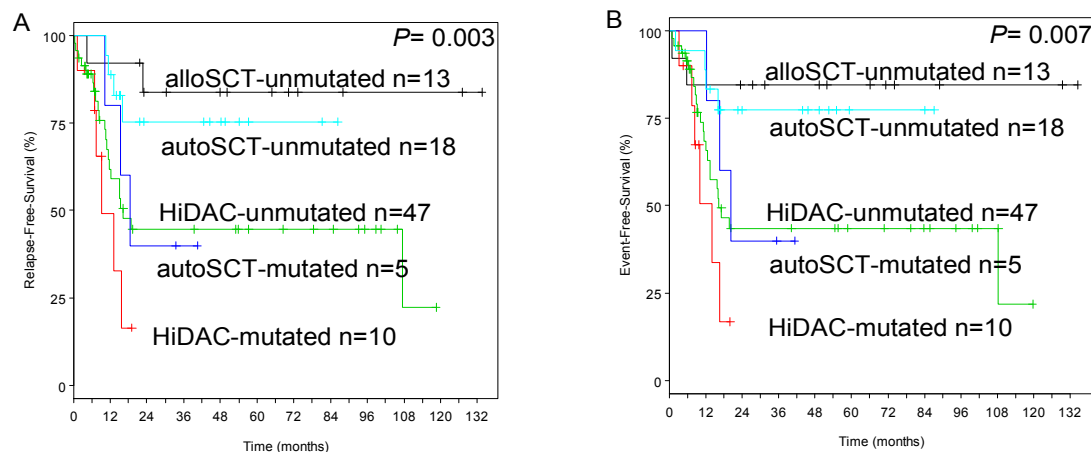 A
P= 0.003
alloSCT-unmutated n=13
autoSCT-unmutated n=18
HiDAC-unmutated n=47
autoSCT-mutated n=5
HiDAC-mutated n=10
Relapse-Free-Survival (%)
100
75
50
25
0
0 12 24 36 48 60 72 84 96 108 120 132
Time (months)
B
P= 0.007
alloSCT-unmutated n=13
autoSCT-unmutated n=18
HiDAC-unmutated n=47
autoSCT-mutated n=5
HiDAC-mutated n=10
Event-Free-Survival (%)
100
75
50
25
0
0 12 24 36 48 60 72 84 96 108 120 132
Time (months)